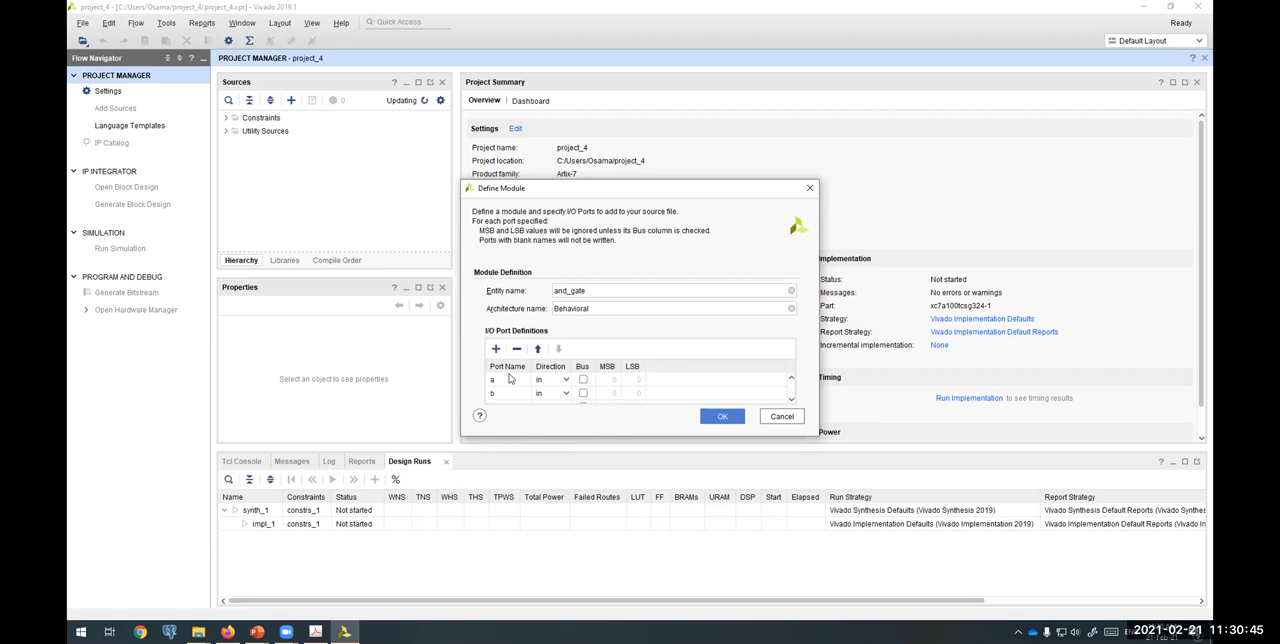 project_4 - [C:/Users/Osama/project_4/project_4.xpr] - Vivado 2019.1
File Edit Flow Tools Reports Window Layout View Help Quick Access
Ready
Default Layout
Flow Navigator
PROJECT MANAGER - project_4
PROJECT MANAGER
Settings
Add Sources
Language Templates
IP Catalog
IP INTEGRATOR
Open Block Design
Generate Block Design
SIMULATION
Run Simulation
PROGRAM AND DEBUG
Generate Bitstream
Open Hardware Manager
Sources
0 Updating
Constraints
Utility Sources
Hierarchy Libraries Compile Order
Properties
Select an object to see properties
Project Summary
Overview Dashboard
Settings Edit
Project name: project_4
Project location: C:/Users/Osama/project_4
Product family: Artix-7
Define Module
Define a module and specify I/O Ports to add to your source file.
For each port specified:
MSB and LSB values will be ignored unless its Bus column is checked.
Ports with blank names will not be written.
Module Definition
Entity name: and_gate
Architecture name: Behavioral
I/O Port Definitions
Port Name Direction Bus MSB LSB
a in 0 0
b in 0 0
OK Cancel
Implementation
Status: Not started
Messages: No errors or warnings
Part: xc7a100tcsg324-1
Strategy: Vivado Implementation Defaults
Report Strategy: Vivado Implementation Default Reports
Incremental implementation: None
Timing
Run Implementation to see timing results
Power
Tcl Console Messages Log Reports Design Runs
Name Constraints Status WNS TNS WHS THS TPWS Total Power Failed Routes LUT FF BRAMs URAM DSP Start Elapsed Run Strategy Report Strategy
synth_1 constrs_1 Not started Vivado Synthesis Defaults (Vivado Synthesis 2019) Vivado Synthesis Default Reports (Vivado Synthes
impl_1 constrs_1 Not started Vivado Implementation Defaults (Vivado Implementation 2019) Vivado Implementation Default Reports (Vivado Im
2021-02-21 11:30:45